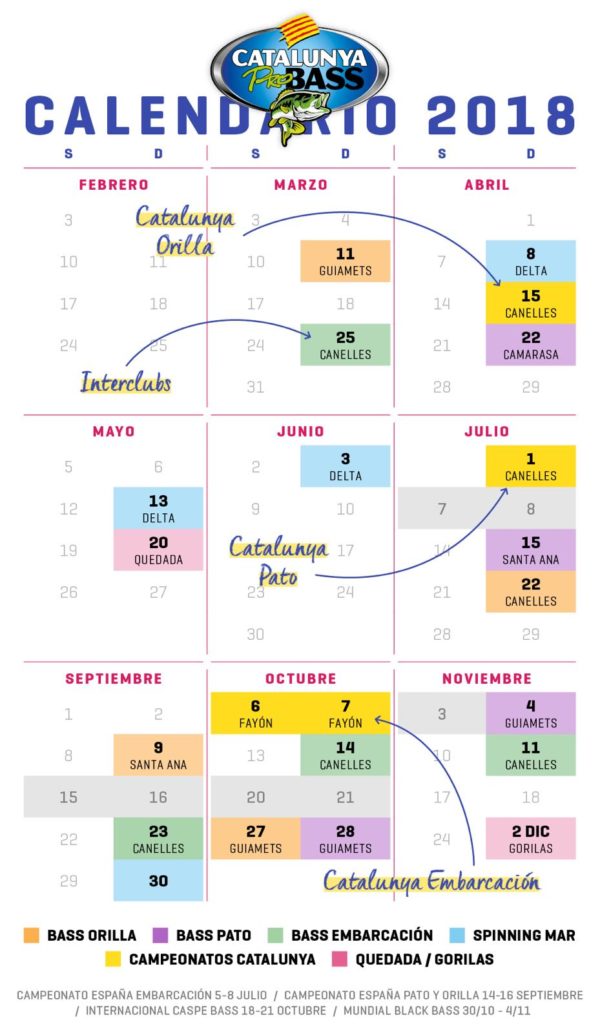 CATALUNYA
PRO BASS
CALENDARIO 2018
S D S D S D
FEBRERO MARZO ABRIL
3 Catalunya 3 4 1
Orilla
10 11 10 11 7 8
GUIAMETS DELTA
17 18 17 18 14 15
CANELLES
24 25 24 25 21 22
CANELLES CAMARASA
Interclubs
31 28 29
MAYO JUNIO JULIO
5 6 2 3 1
DELTA CANELLES
12 13 9 10 7 8
DELTA
19 20 Catalunya 17 14 15
QUEDADA Pato SANTA ANA
26 27 23 24 22
CANELLES
30 28 29
SEPTIEMBRE OCTUBRE NOVIEMBRE
1 2 6 7 3 4
FAYÓN FAYÓN GUIAMETS
8 9 13 14 10 11
SANTA ANA CANELLES CANELLES
15 16 20 21 17 18
22 23 27 28 24 2 DIC
CANELLES GUIAMETS GUIAMETS GORILAS
29 30 Catalunya Embarcación
BASS ORILLA BASS PATO BASS EMBARCACIÓN SPINNING MAR
CAMPEONATOS CATALUNYA QUEDADA / GORILAS
CAMPEONATO ESPAÑA EMBARCACIÓN 5-8 JULIO / CAMPEONATO ESPAÑA PATO Y ORILLA 14-16 SEPTIEMBRE
/ INTERNACIONAL CASPE BASS 18-21 OCTUBRE / MUNDIAL BLACK BASS 30/10 - 4/11